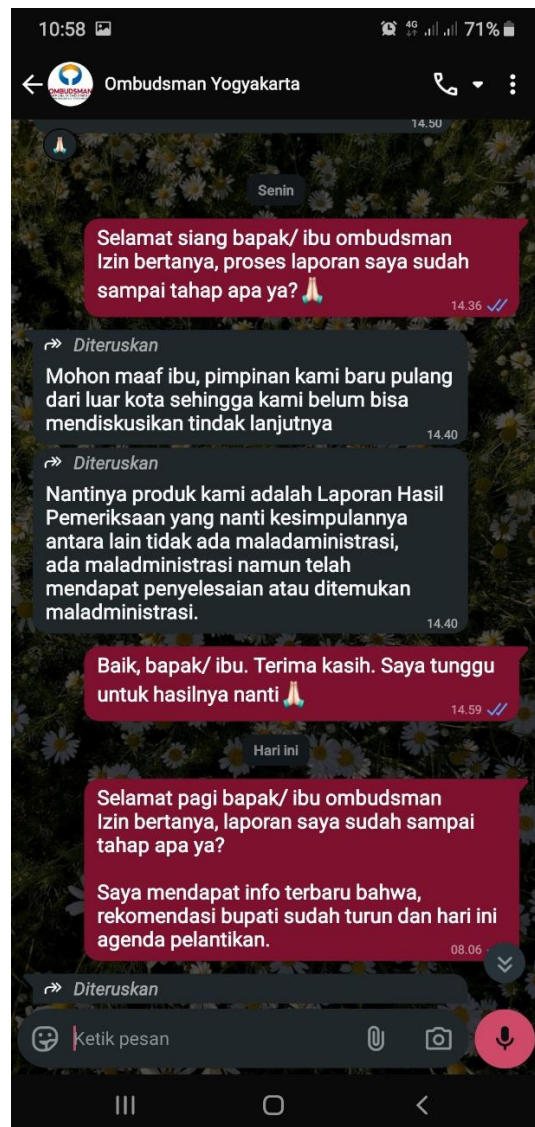 10:58 4G 71%
OMBUDSMAN
Ombudsman Yogyakarta
14.50
Senin
Selamat siang bapak/ ibu ombudsman
Izin bertanya, proses laporan saya sudah
sampai tahap apa ya?🙏🏻
14.36
Diteruskan
Mohon maaf ibu, pimpinan kami baru pulang
dari luar kota sehingga kami belum bisa
mendiskusikan tindak lanjutnya
14.40
Diteruskan
Nantinya produk kami adalah Laporan Hasil
Pemeriksaan yang nanti kesimpulannya
antara lain tidak ada maladaministrasi,
ada maladministrasi namun telah
mendapat penyelesaian atau ditemukan
maladministrasi.
14.40
Baik, bapak/ ibu. Terima kasih. Saya tunggu
untuk hasilnya nanti🙏🏻
14.59
Hari ini
Selamat pagi bapak/ ibu ombudsman
Izin bertanya, laporan saya sudah sampai
tahap apa ya?
Saya mendapat info terbaru bahwa,
rekomendasi bupati sudah turun dan hari ini
agenda pelantikan.
08.06
Diteruskan
Ketik pesan